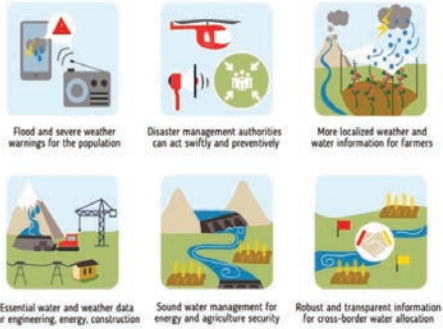 Flood and severe weather
warnings for the population
Disaster management authorities
can act swiftly and preventively
More localized weather and
water information for farmers
Essential water and weather data
r engineering, energy, construction
Sound water management for
energy and agriculture security
Robust and transparent information
for cross-border water allocation